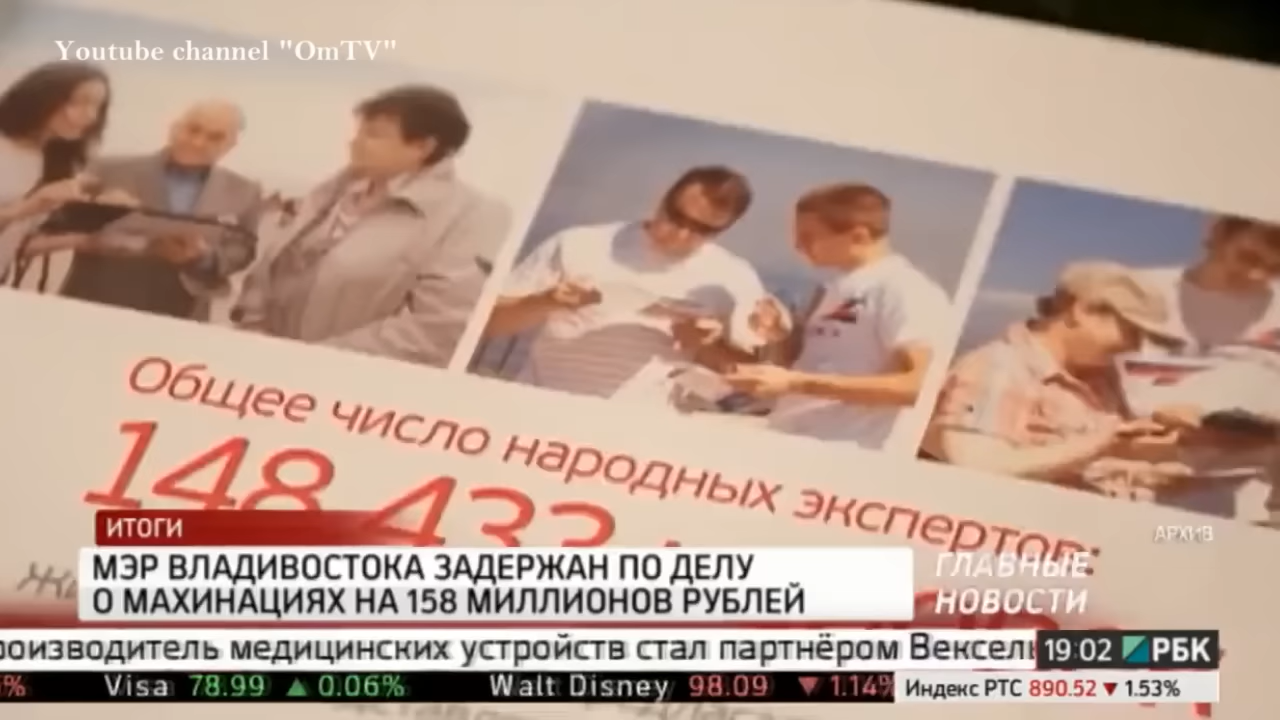 Youtube channel "OmTV"
Общее число народных экспертов:
148 433
ИТОГИ
АРХИВ
МЭР ВЛАДИВОСТОКА ЗАДЕРЖАН ПО ДЕЛУ
О МАХИНАЦИЯХ НА 158 МИЛЛИОНОВ РУБЛЕЙ
ГЛАВНЫЕ
НОВОСТИ
роизводитель медицинских устройств стал партнёром Вексель
19:02 РБК
% Visa 78.99 ▲ 0.06% Walt Disney 98.09 ▼ 1.14%
Индекс РТС 890.52 ▼ 1.53%